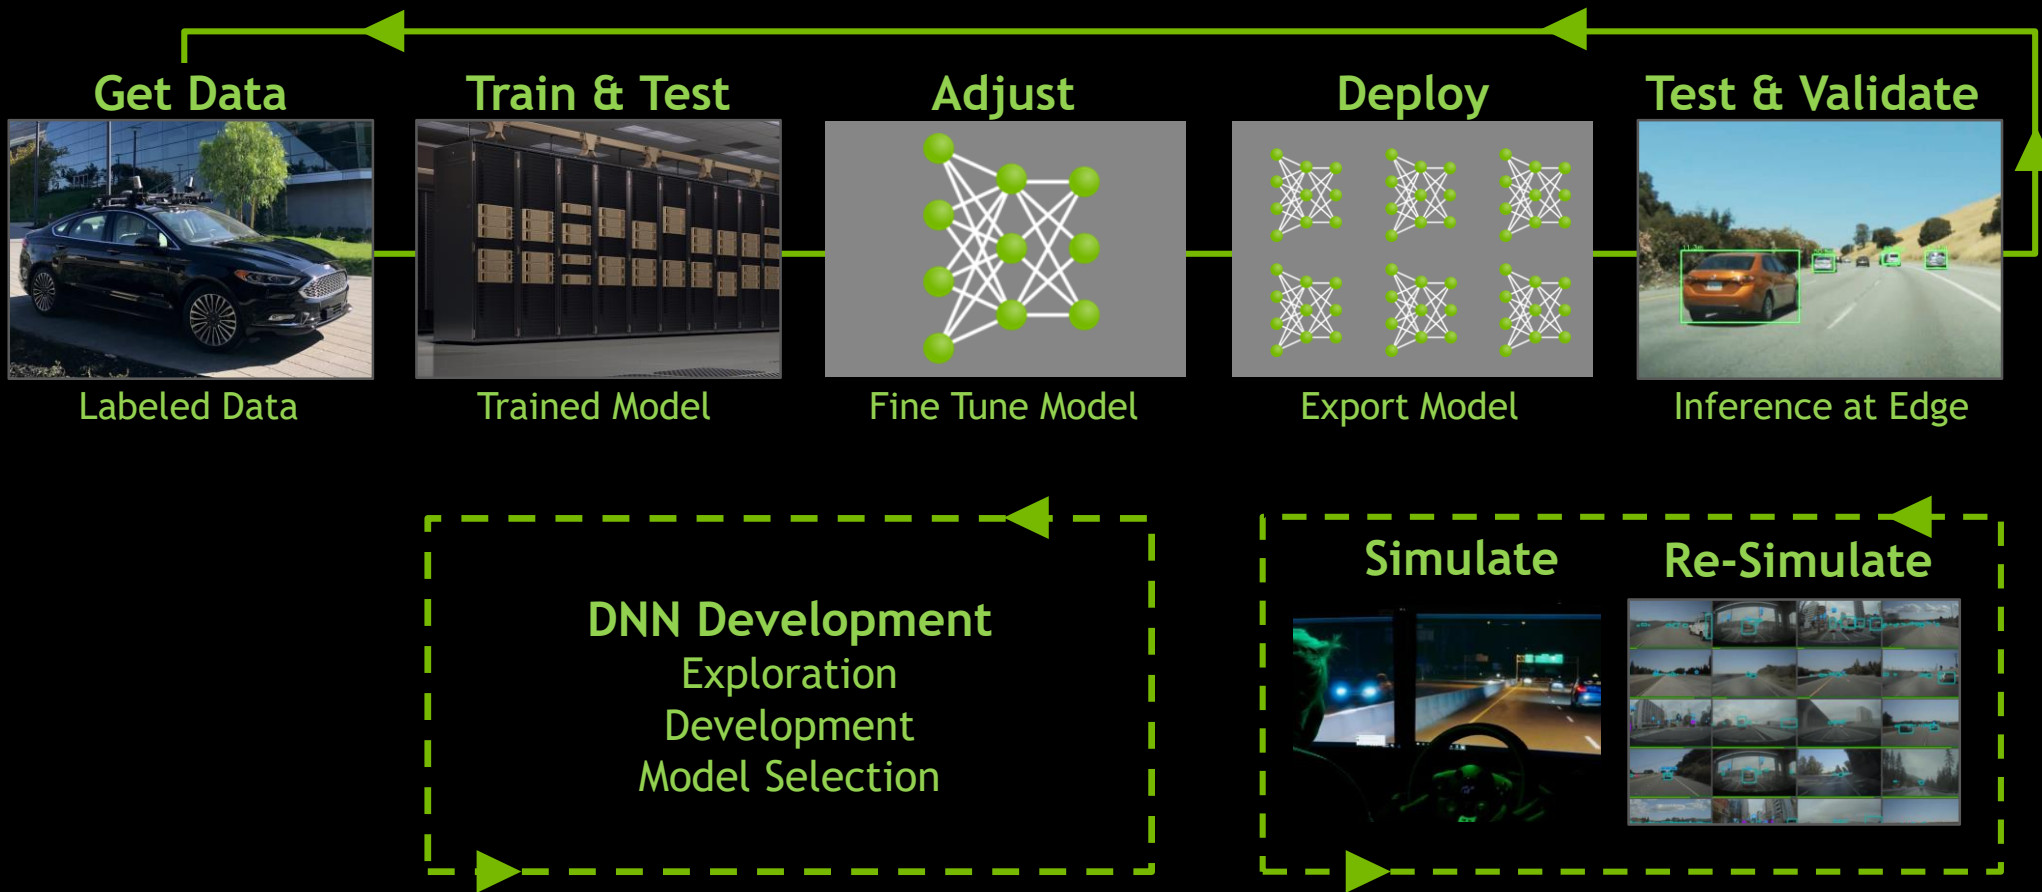 Get Data
Train & Test
Adjust
Deploy
Test & Validate
Labeled Data
Trained Model
Fine Tune Model
Export Model
Inference at Edge
DNN Development
Exploration
Development
Model Selection
Simulate
Re-Simulate